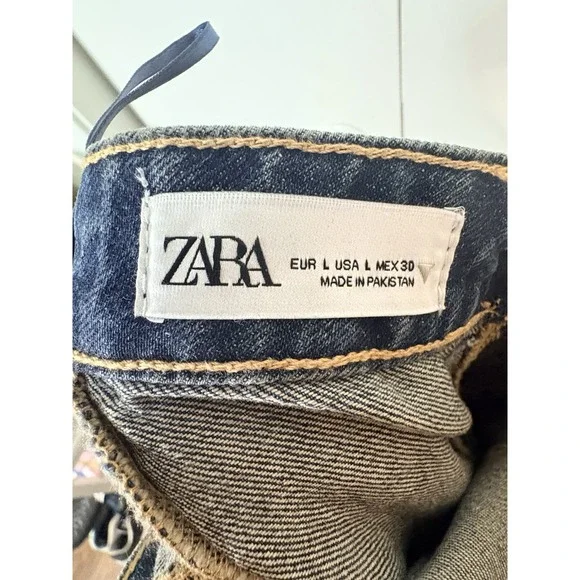 ZARA
EUR L USA L MEX 30
MADE IN PAKISTAN